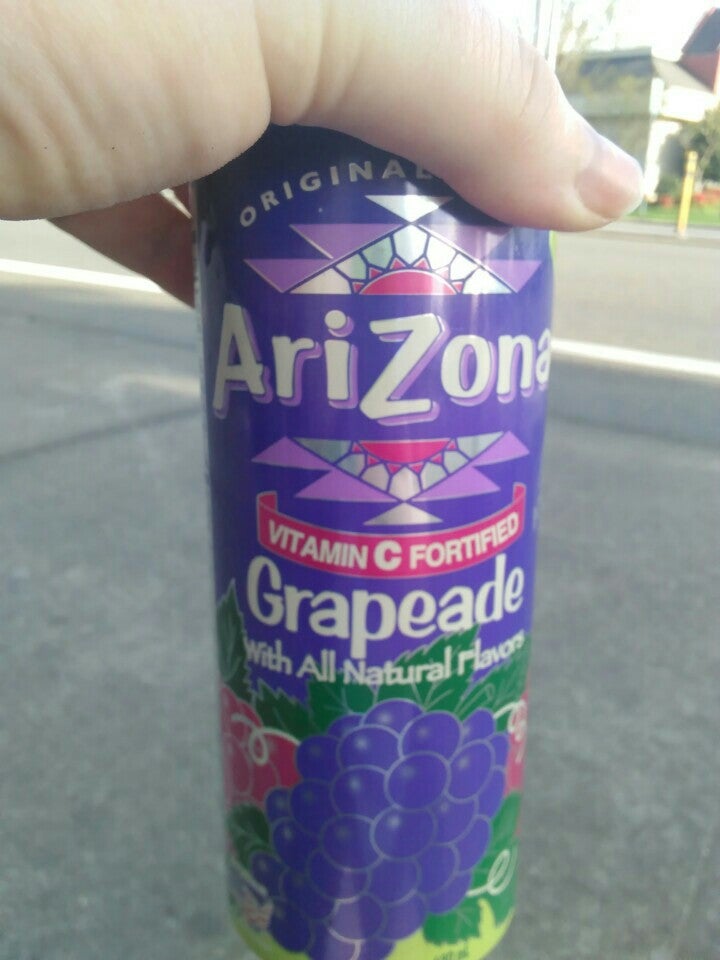 ORIGINAL
AriZona
VITAMIN C FORTIFIED
Grapeade
with All Natural Flavors